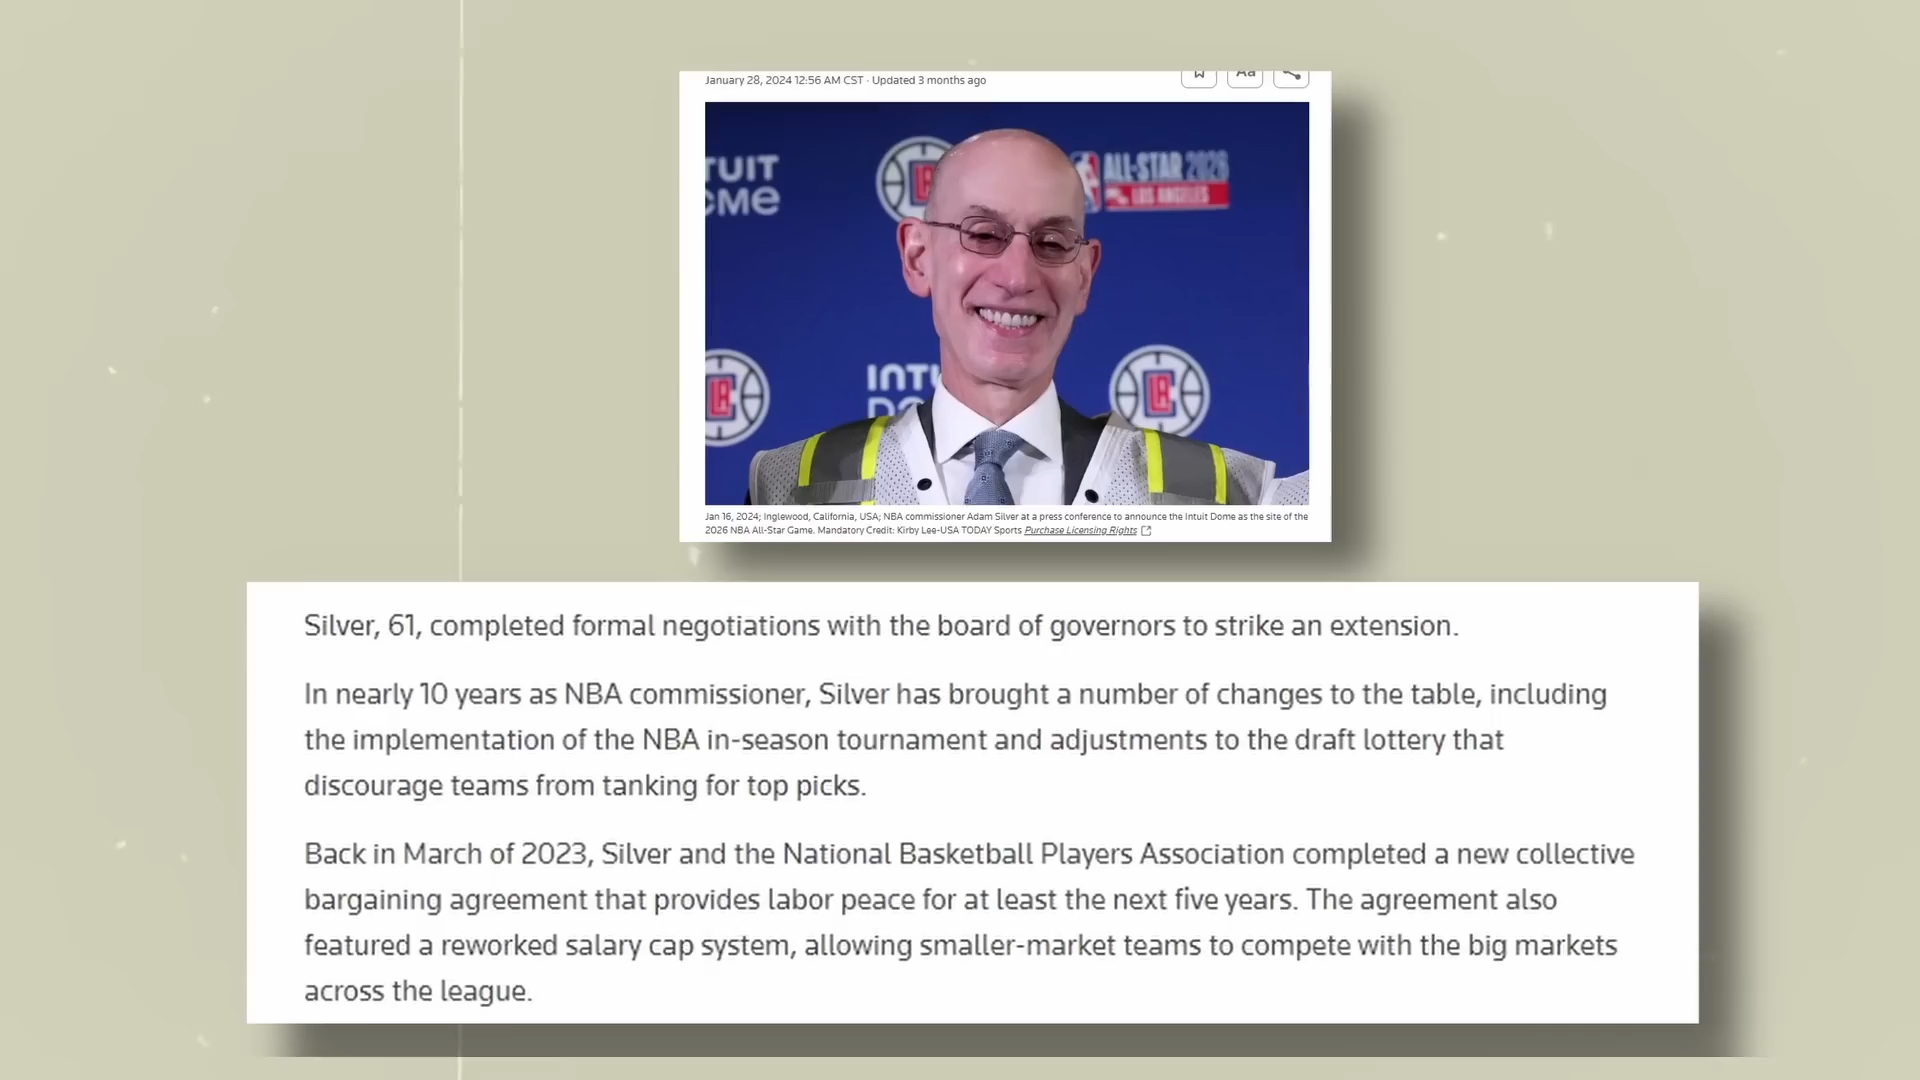 January 28, 2024 12:56 AM CST · Updated 3 months ago
Aa
TUIT
OME
ALL-STAR 2026
LOS ANGELES
INTU
DO
Jan 16, 2024; Inglewood, California, USA; NBA commissioner Adam Silver at a press conference to announce the Intuit Dome as the site of the
2026 NBA All-Star Game. Mandatory Credit: Kirby Lee-USA TODAY Sports Purchase Licensing Rights
Silver, 61, completed formal negotiations with the board of governors to strike an extension.
In nearly 10 years as NBA commissioner, Silver has brought a number of changes to the table, including
the implementation of the NBA in-season tournament and adjustments to the draft lottery that
discourage teams from tanking for top picks.
Back in March of 2023, Silver and the National Basketball Players Association completed a new collective
bargaining agreement that provides labor peace for at least the next five years. The agreement also
featured a reworked salary cap system, allowing smaller-market teams to compete with the big markets
across the league.